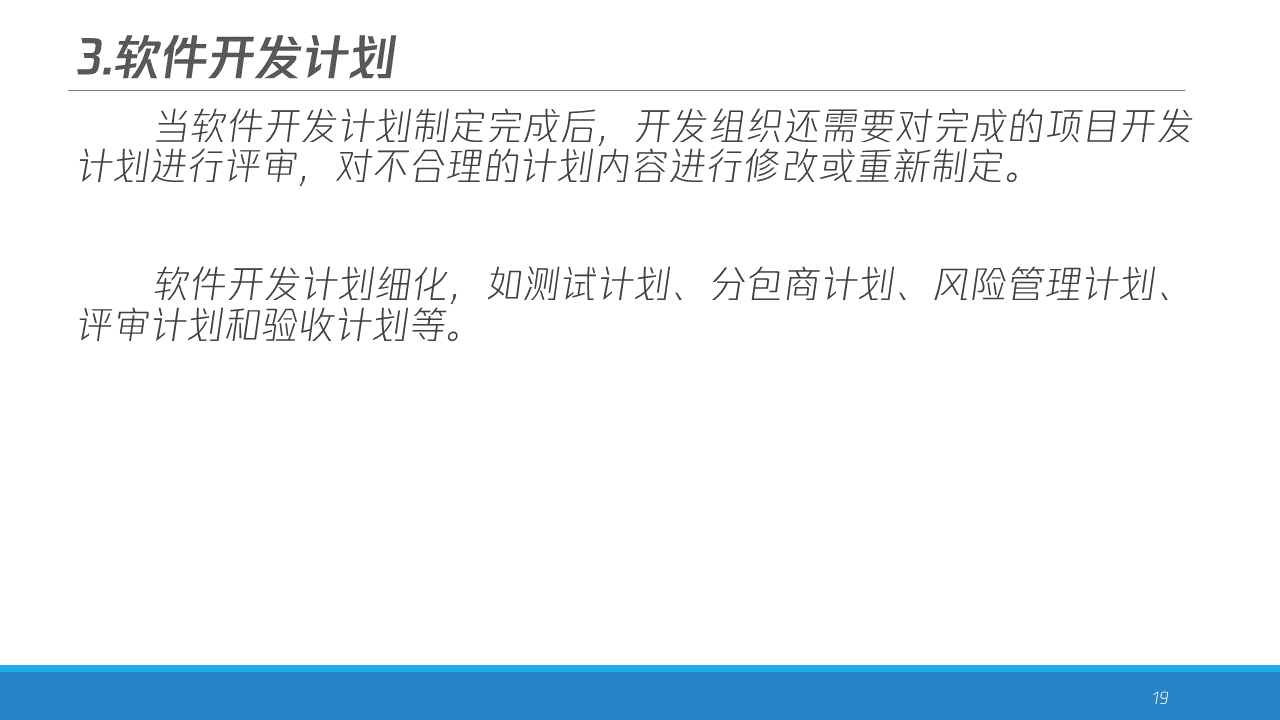 3.软件开发计划
当软件开发计划制定完成后，开发组织还需要对完成的项目开发
计划进行评审，对不合理的计划内容进行修改或重新制定。
软件开发计划细化，如测试计划、分包商计划、风险管理计划、
评审计划和验收计划等。
19